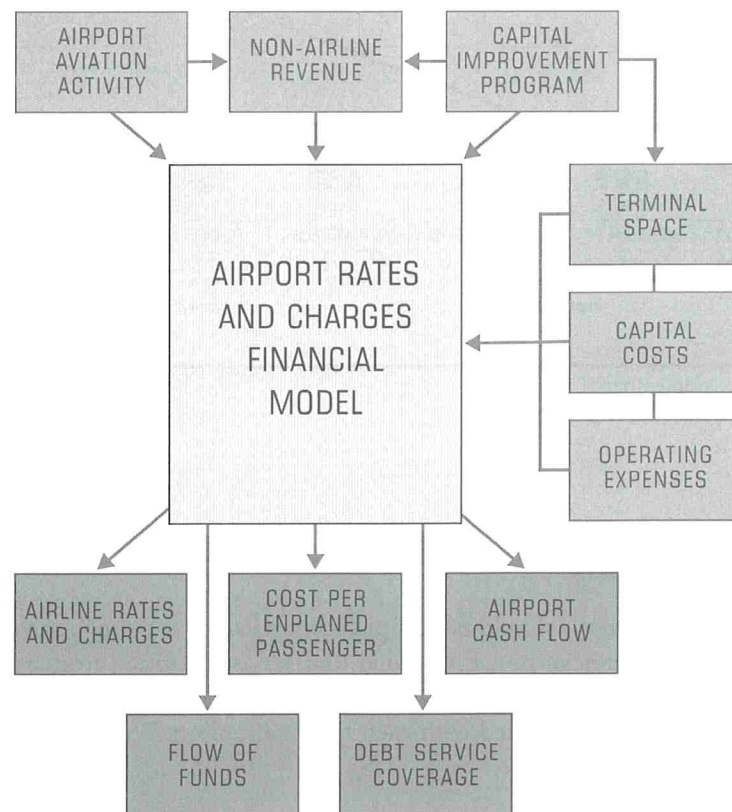 AIRPORT
AVIATION
ACTIVITY
NON-AIRLINE
REVENUE
CAPITAL
IMPROVEMENT
PROGRAM
TERMINAL
SPACE
AIRPORT RATES
AND CHARGES
FINANCIAL
MODEL
CAPITAL
COSTS
OPERATING
EXPENSES
AIRLINE RATES
AND CHARGES
COST PER
ENPLANED
PASSENGER
AIRPORT
CASH FLOW
FLOW OF
FUNDS
DEBT SERVICE
COVERAGE